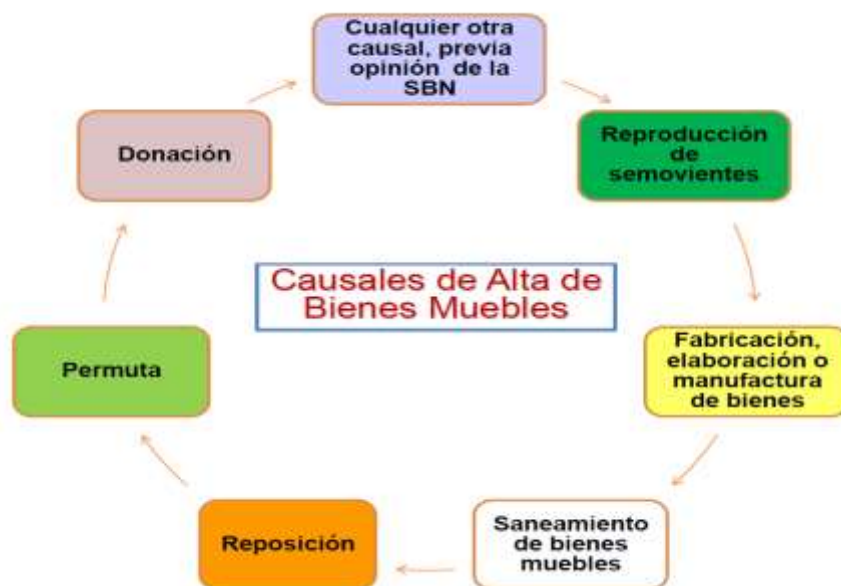 Cualquier otra
causal, previa
opinión de la
SBN
Donación
Reproducción
de
semovientes
Causales de Alta de
Bienes Muebles
Permuta
Fabricación,
elaboración o
manufactura
de bienes
Reposición
Saneamiento
de bienes
muebles